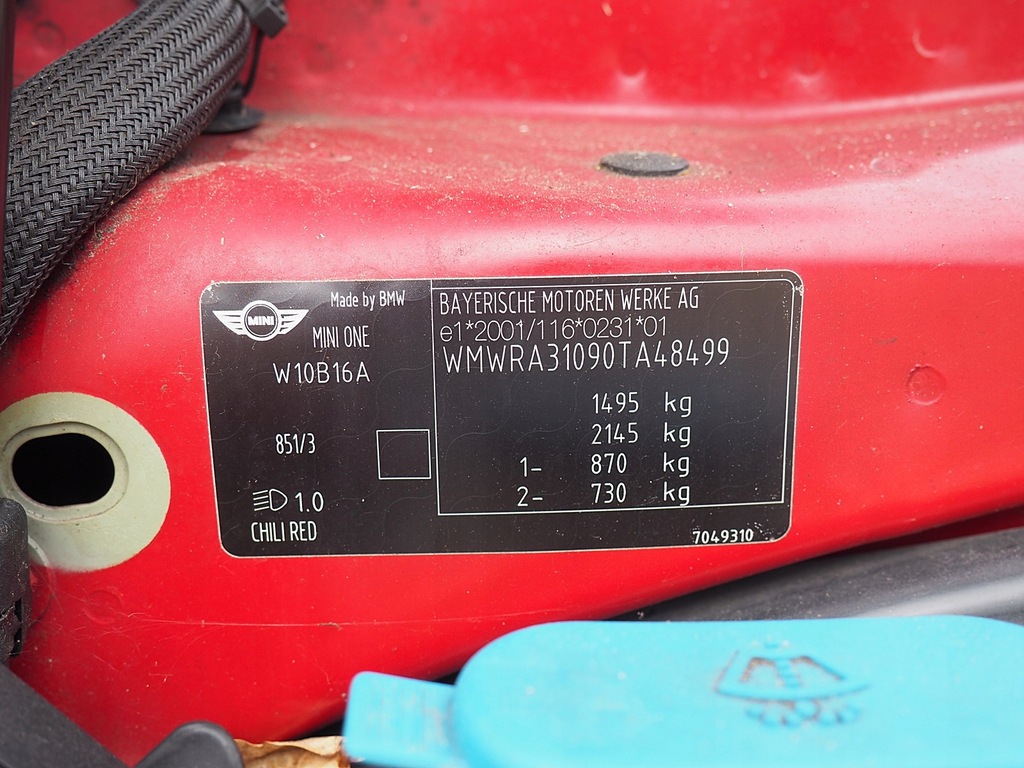 MINI
Made by BMW
MINI ONE
W10B16A
851/3
1.0
CHILI RED
BAYERISCHE MOTOREN WERKE AG
e1*2001/116*0231*01
WMWRA31090TA48499
1495 kg
2145 kg
1- 870 kg
2- 730 kg
7049310